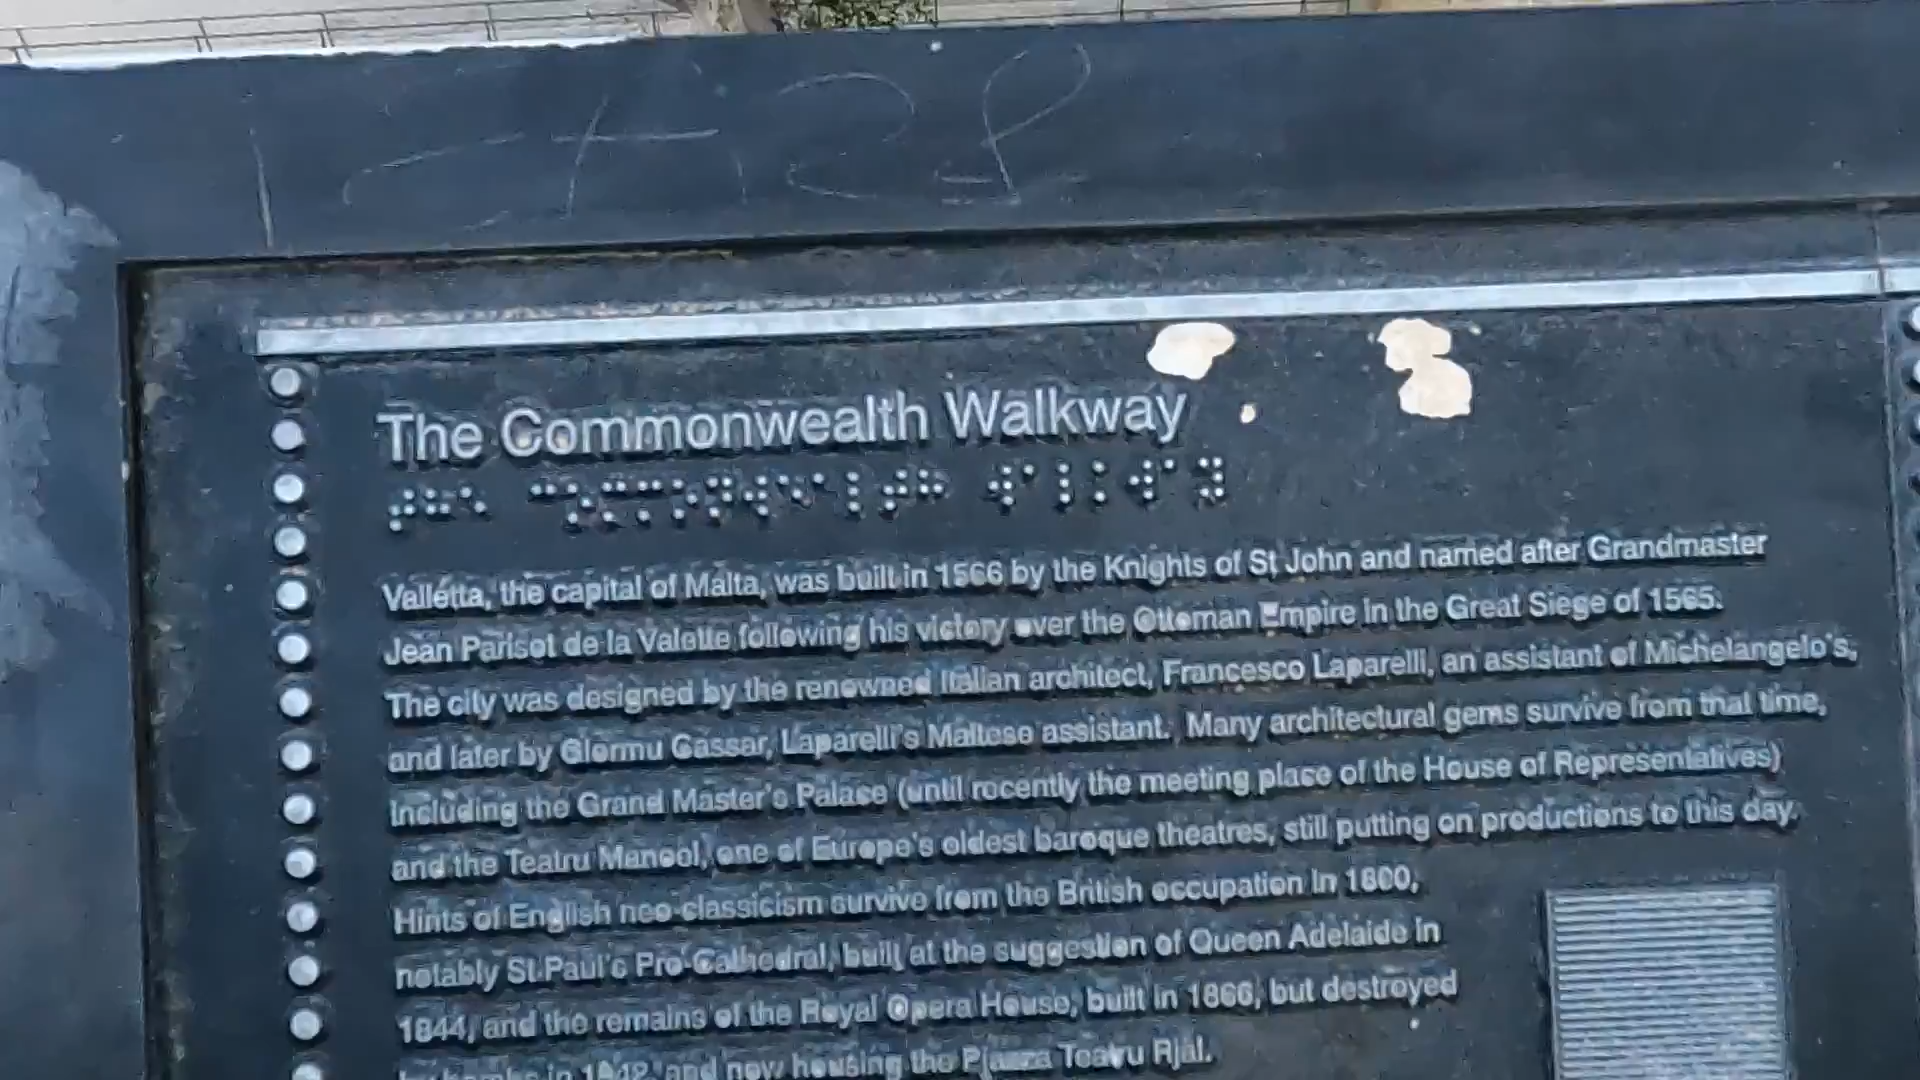 The Commonwealth Walkway
Valletta, the capital of Malta, was built in 1566 by the Knights of St John and named after Grandmaster
Jean Parisot de la Valette following his victory over the Ottoman Empire in the Great Siege of 1565.
The city was designed by the renowned Italian architect, Francesco Laparelli, an assistant of Michelangelo's,
and later by Glormu Cassar, Laparelli's Maltese assistant. Many architectural gems survive from that time,
including the Grand Master's Palace (until recently the meeting place of the House of Representatives)
and the Teatru Manoel, one of Europe's oldest baroque theatres, still putting on productions to this day.
Hints of English neo-classicism survive from the British occupation in 1800,
notably St Paul's Pro-Cathedral, built at the suggestion of Queen Adelaide in
1844, and the remains of the Royal Opera House, built in 1866, but destroyed
by bombs in 1942, and now housing the Pjazza Teatru Rjal.